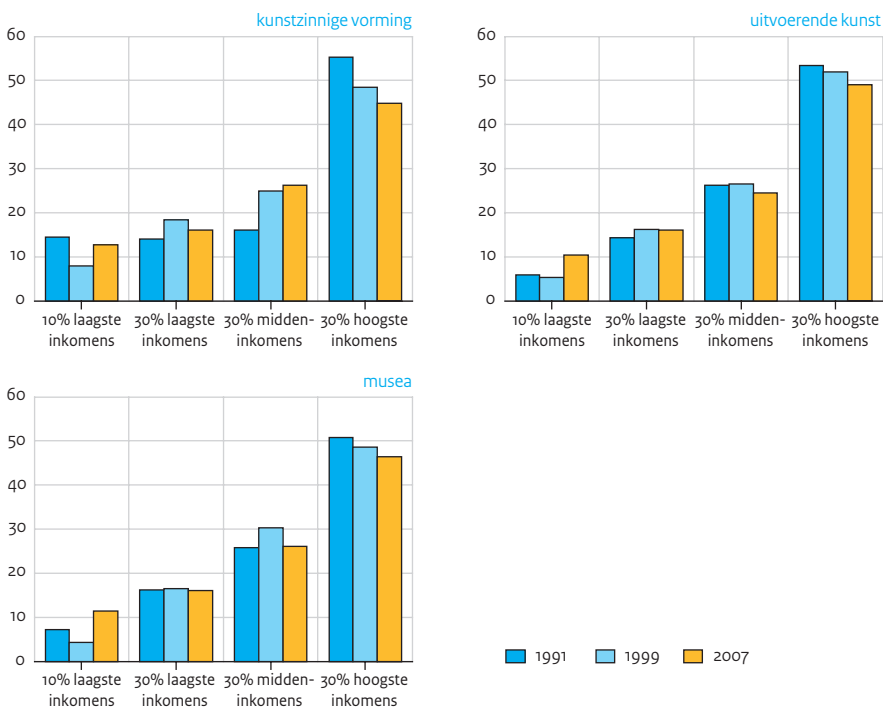 kunstzinnige vorming
60
50
40
30
20
10
0
10% laagste 30% laagste 30% midden- 30% hoogste
inkomens inkomens inkomens inkomens
uitvoerende kunst
60
50
40
30
20
10
0
10% laagste 30% laagste 30% midden- 30% hoogste
inkomens inkomens inkomens inkomens
musea
60
50
40
30
20
10
0
10% laagste 30% laagste 30% midden- 30% hoogste
inkomens inkomens inkomens inkomens
1991 1999 2007